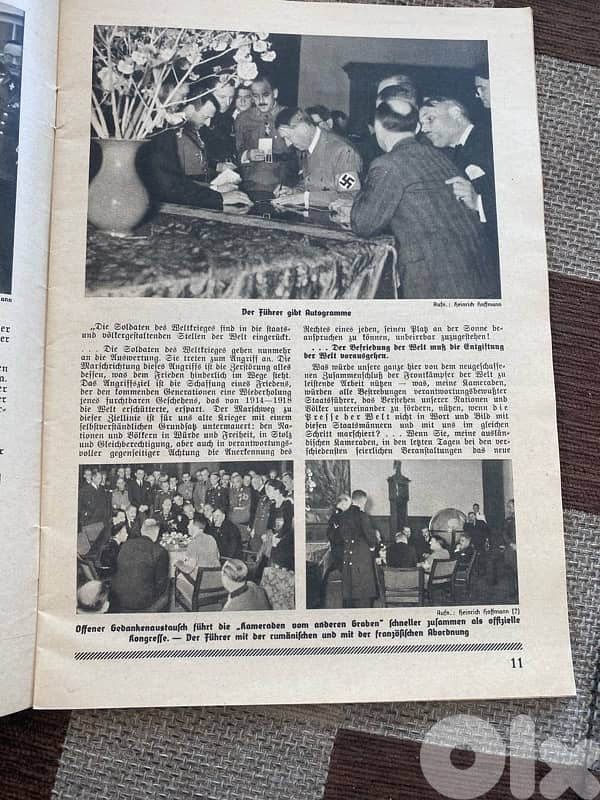 Aufn.: Heinrich Hoffmann
Der Führer gibt Autogramme
„Die Soldaten des Weltkrieges sind in die staats-
und völkergestaltenden Stellen der Welt eingerückt.
. . . Die Soldaten des Weltkrieges gehen nunmehr
an die Auswertung. Sie treten zum Angriff an. Die
Marschrichtung dieses Angriffs ist die Zerstörung alles
dessen, was dem Frieden hinderlich im Wege steht.
Das Angriffsziel ist die Schaffung eines Friedens,
der den kommenden Generationen eine Wiederholung
jenes furchtbaren Geschehens, das von 1914—1918
die Welt erschütterte, erspart. Der Marschweg zu
dieser Ziellinie ist für uns alte Krieger mit einem
selbstverständlichen Grundsatz untermauert: den Na-
tionen und Völkern in Würde und Freiheit, in Stolz
und Gleichberechtigung, aber auch in verantwortungs-
voller gegenseitiger Achtung die Anerkennung des
Rechtes eines jeden, seinen Platz an der Sonne be-
anspruchen zu können, unbeirrbar zuzugestehen!
. . . Der Befriedung der Welt muß die Entgiftung
der Welt vorausgehen.
Was würde unsere ganze hier von dem neugeschaffe-
nen Zusammenschluß der Frontkämpfer der Welt zu
leistende Arbeit nützen — was, meine Kameraden,
würden alle Bestrebungen verantwortungsbewußter
Staatsführer, das Verstehen unserer Nationen und
Völker untereinander zu fördern, nützen, wenn die
Presse der Welt nicht in Wort und Bild mit
diesen Staatsmännern und mit uns im gleichen
Schritt marschiert? . . . Wenn Sie, meine auslän-
dischen Kameraden, in den letzten Tagen bei den ver-
schiedensten feierlichen Veranstaltungen das neue
Aufn.: Heinrich Hoffmann (2)
Offener Gedankenaustausch führt die „Kameraden vom anderen Graben“ schneller zusammen als offizielle
Kongresse. — Der Führer mit der rumänischen und mit der französischen Abordnung
11
olx